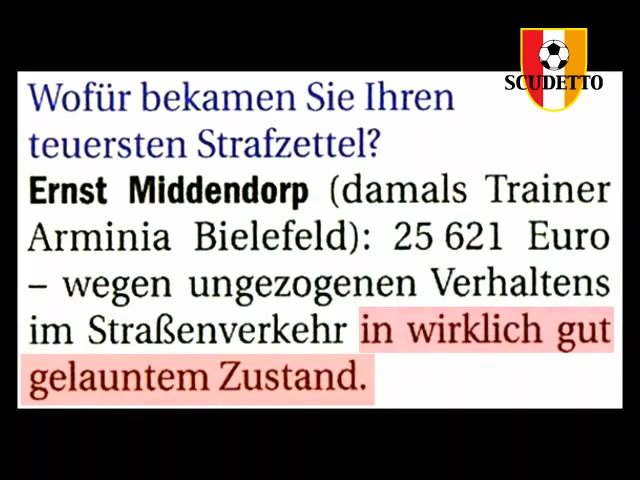 SCUDETTO
Wofür bekamen Sie Ihren
teuersten Strafzettel?
Ernst Middendorp (damals Trainer
Arminia Bielefeld): 25 621 Euro
– wegen ungezogenen Verhaltens
im Straßenverkehr in wirklich gut
gelauntem Zustand.